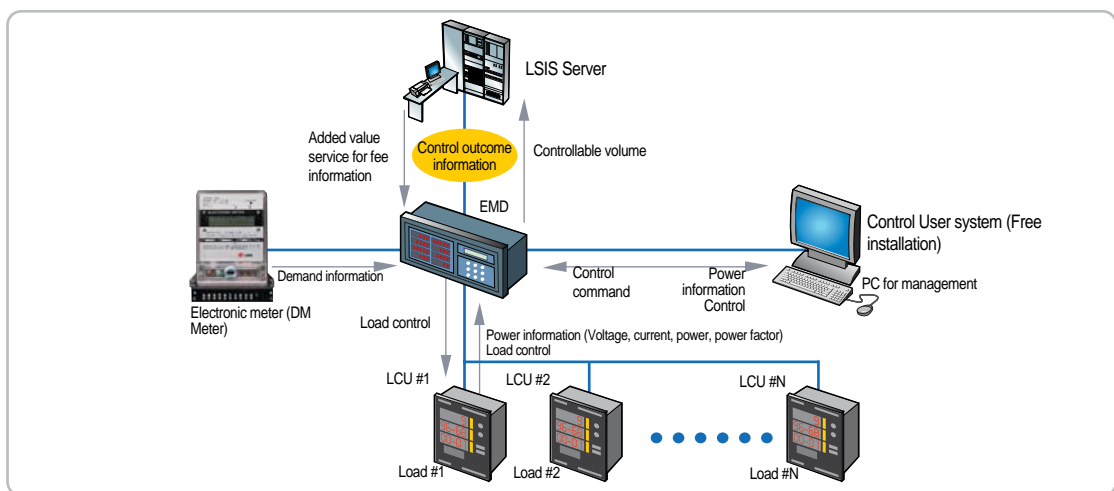 LSIS Server
Added value
service for fee
information
Control outcome
information
Controllable volume
EMD
Control User system (Free
installation)
Demand information
Control
command
Power
information
Control
PC for management
Electronic meter (DM
Meter)
Load control
Power information (Voltage, current, power, power factor)
Load control
LCU #1
LCU #2
LCU #N
Load #1
Load #2
Load #N